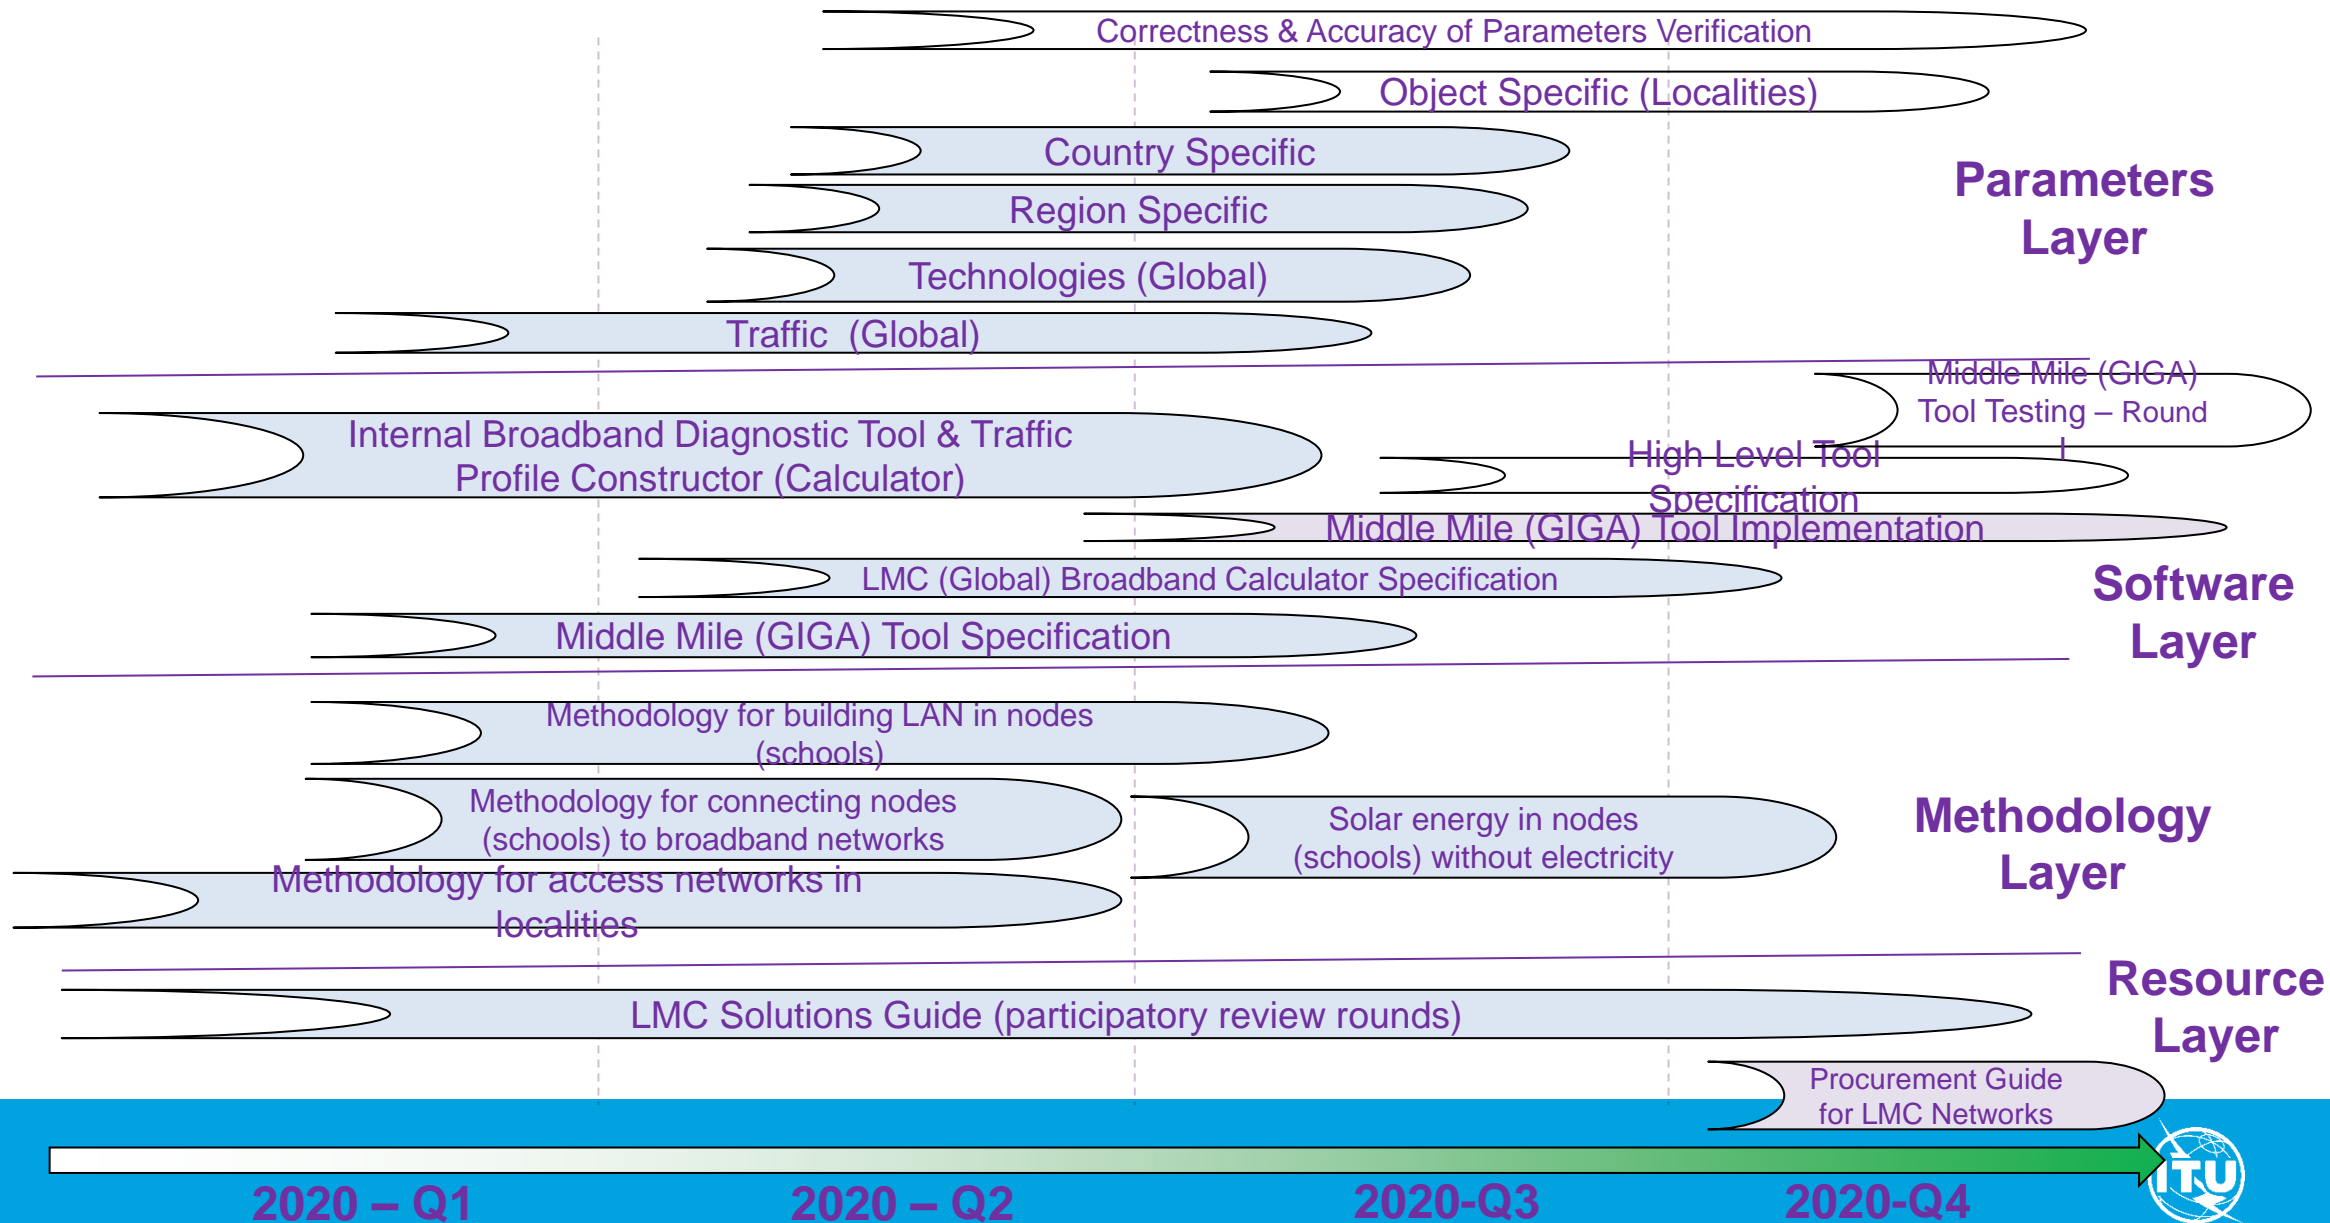 Correctness & Accuracy of Parameters Verification
Object Specific (Localities)
Country Specific
Region Specific
Technologies (Global)
Traffic (Global)
Parameters
Layer
Middle Mile (GIGA)
Tool Testing – Round
I
Internal Broadband Diagnostic Tool & Traffic
Profile Constructor (Calculator)
High Level Tool
Specification
Middle Mile (GIGA) Tool Implementation
LMC (Global) Broadband Calculator Specification
Middle Mile (GIGA) Tool Specification
Software
Layer
Methodology for building LAN in nodes
(schools)
Methodology for connecting nodes
(schools) to broadband networks
Solar energy in nodes
(schools) without electricity
Methodology for access networks in
localities
Methodology
Layer
LMC Solutions Guide (participatory review rounds)
Resource
Layer
Procurement Guide
for LMC Networks
2020 – Q1
2020 – Q2
2020-Q3
2020-Q4
ITU